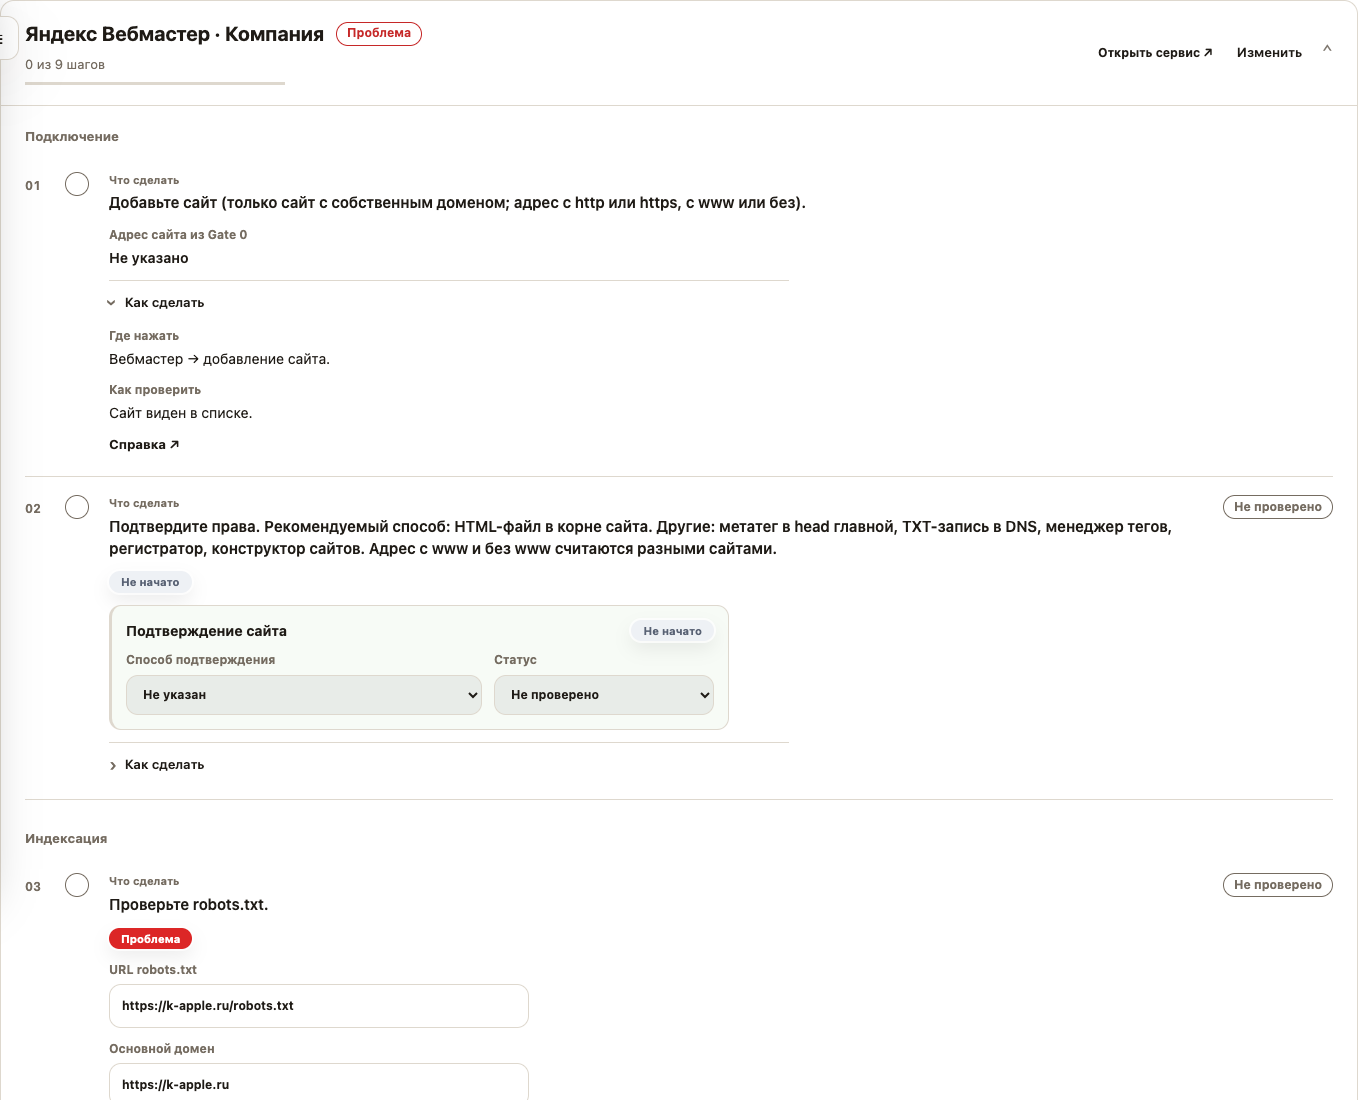 Яндекс Вебмастер · Компания
Проблема
0 из 9 шагов
Открыть сервис ↗
Изменить
Подключение
01
Что сделать
Добавьте сайт (только сайт с собственным доменом; адрес с http или https, с www или без).
Адрес сайта из Gate 0
Не указано
Как сделать
Где нажать
Вебмастер → добавление сайта.
Как проверить
Сайт виден в списке.
Справка ↗
02
Что сделать
Не проверено
Подтвердите права. Рекомендуемый способ: HTML-файл в корне сайта. Другие: метатег в head главной, TXT-запись в DNS, менеджер тегов,
регистратор, конструктор сайтов. Адрес с www и без www считаются разными сайтами.
Не начато
Подтверждение сайта
Не начато
Способ подтверждения
Статус
Не указан
Не проверено
Как сделать
Индексация
03
Что сделать
Не проверено
Проверьте robots.txt.
Проблема
URL robots.txt
https://k-apple.ru/robots.txt
Основной домен
https://k-apple.ru